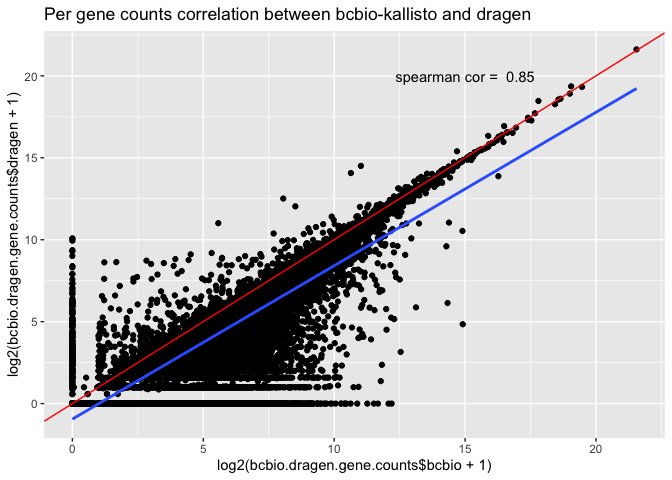 Per gene counts correlation between bcbio-kallisto and dragen
spearman cor =  0.85
log2(bcbio.dragen.gene.counts$dragen + 1)
20
15
10
5
0
0 5 10 15 20
log2(bcbio.dragen.gene.counts$bcbio + 1)